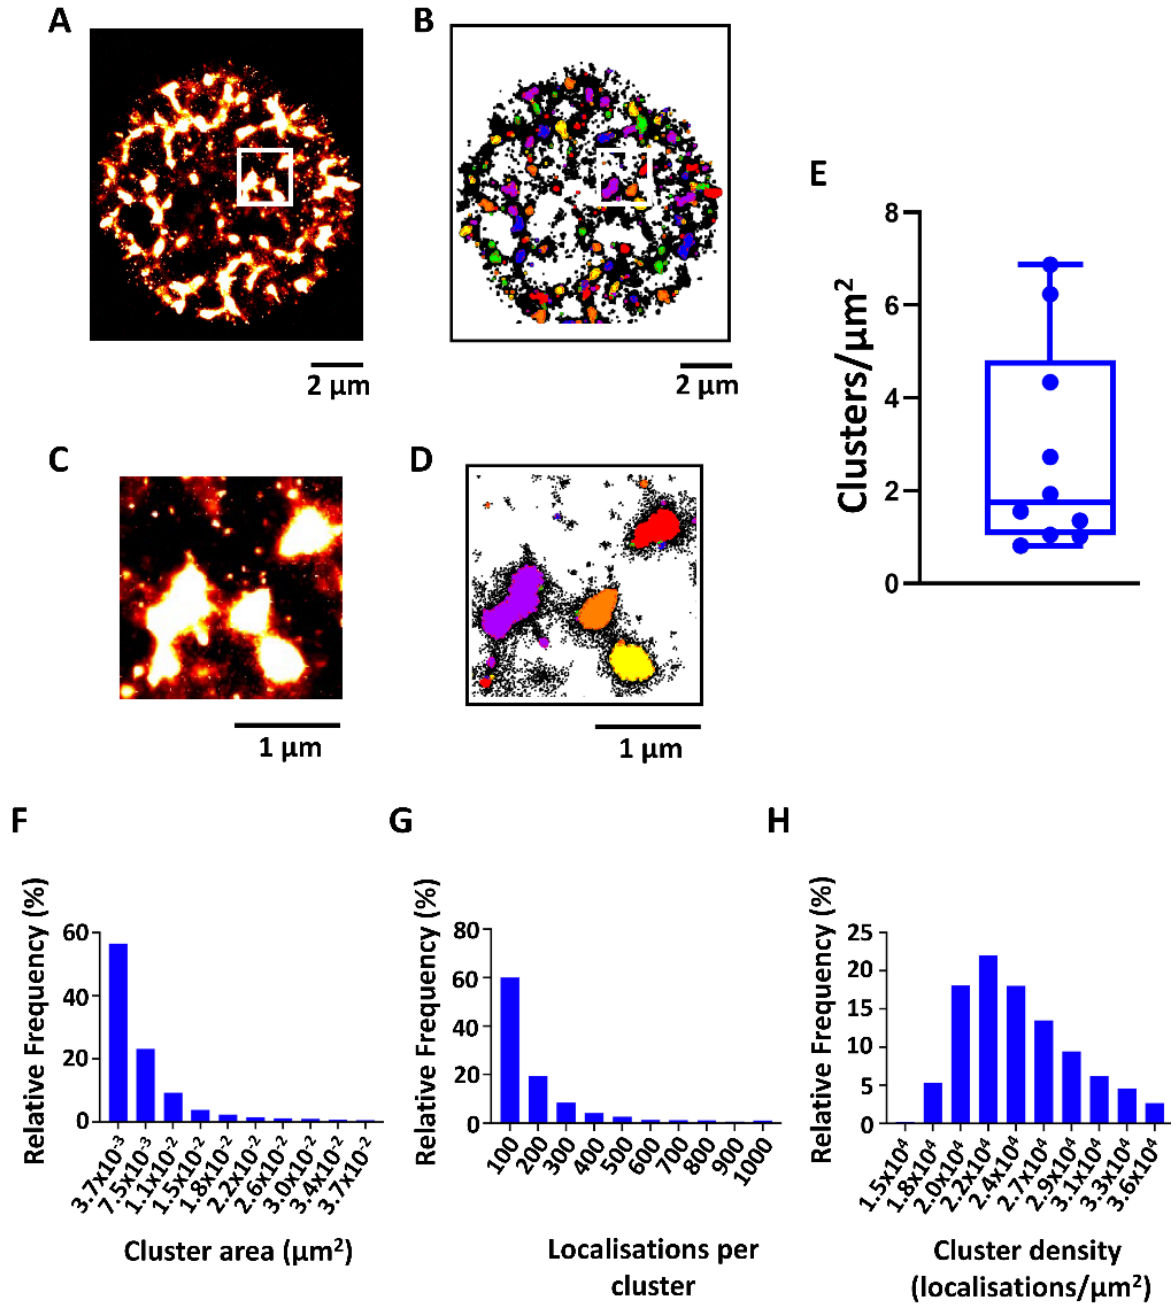 A
B
2 μm
2 μm
C
D
1 μm
1 μm
E
Clusters/μm²
8
6
4
2
0
F
Relative Frequency (%)
60
40
20
0
3.7x10⁻³
7.5x10⁻³
1.1x10⁻²
1.5x10⁻²
1.8x10⁻²
2.2x10⁻²
2.6x10⁻²
3.0x10⁻²
3.4x10⁻²
3.7x10⁻²
Cluster area (μm²)
G
Relative Frequency (%)
80
60
40
20
0
100
200
300
400
500
600
700
800
900
1000
Localisations per
cluster
H
Relative Frequency (%)
25
20
15
10
5
0
1.5x10⁴
1.8x10⁴
2.0x10⁴
2.2x10⁴
2.4x10⁴
2.7x10⁴
2.9x10⁴
3.1x10⁴
3.3x10⁴
3.6x10⁴
Cluster density
(localisations/μm²)